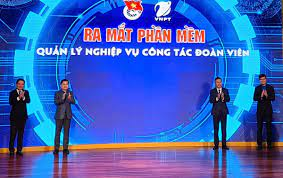 VNPT
RA MẮT PHẦN MỀM
QUẢN LÝ NGHIỆP VỤ CÔNG TÁC ĐOÀN VIÊN